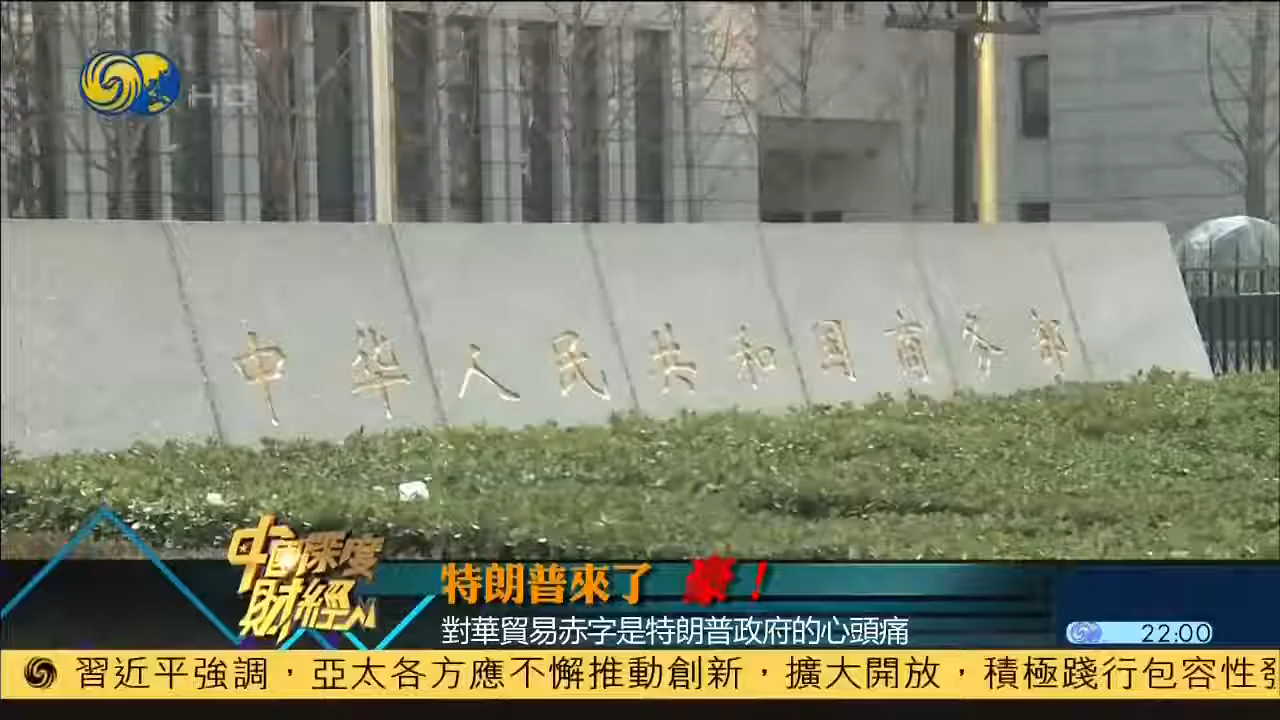 HD
中华人民共和国商务部
中國深度
財經
特朗普來了 豪！
對華貿易赤字是特朗普政府的心頭痛
22:00
習近平強調，亞太各方應不懈推動創新，擴大開放，積極踐行包容性發